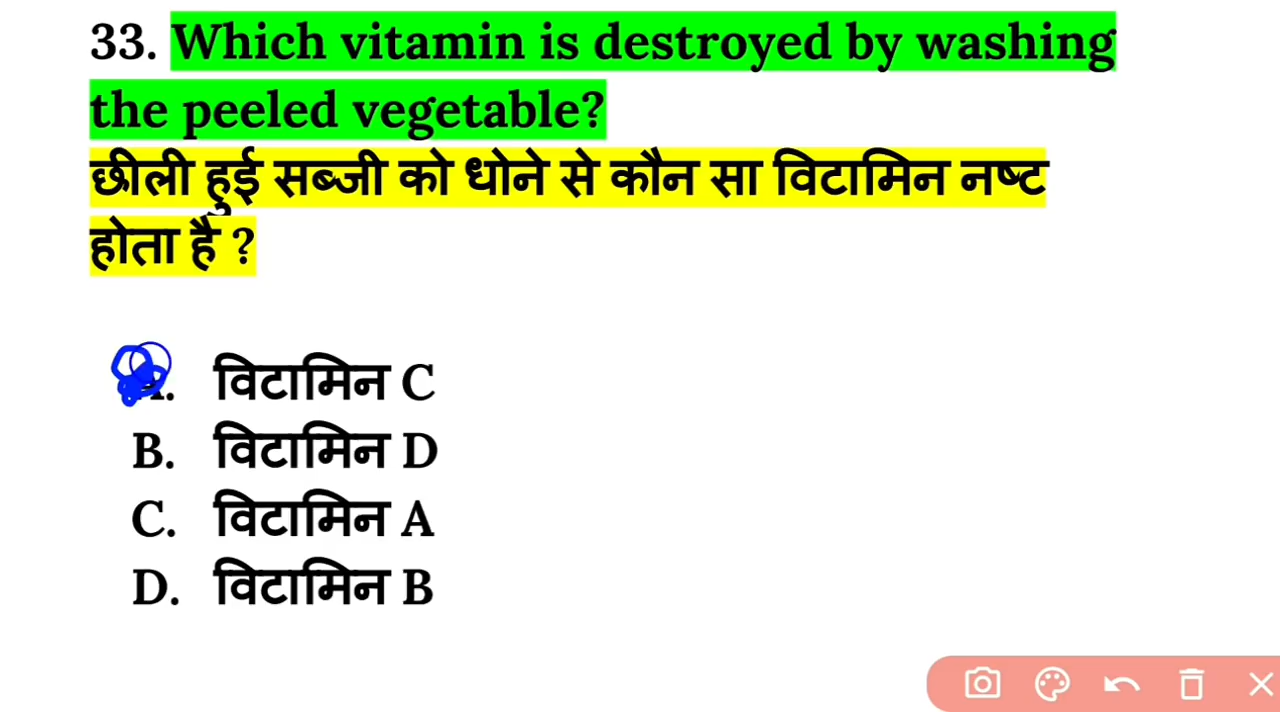 33. Which vitamin is destroyed by washing
the peeled vegetable?
छीली हुई सब्जी को धोने से कौन सा विटामिन नष्ट
होता है ?
A. विटामिन C
B. विटामिन D
C. विटामिन A
D. विटामिन B